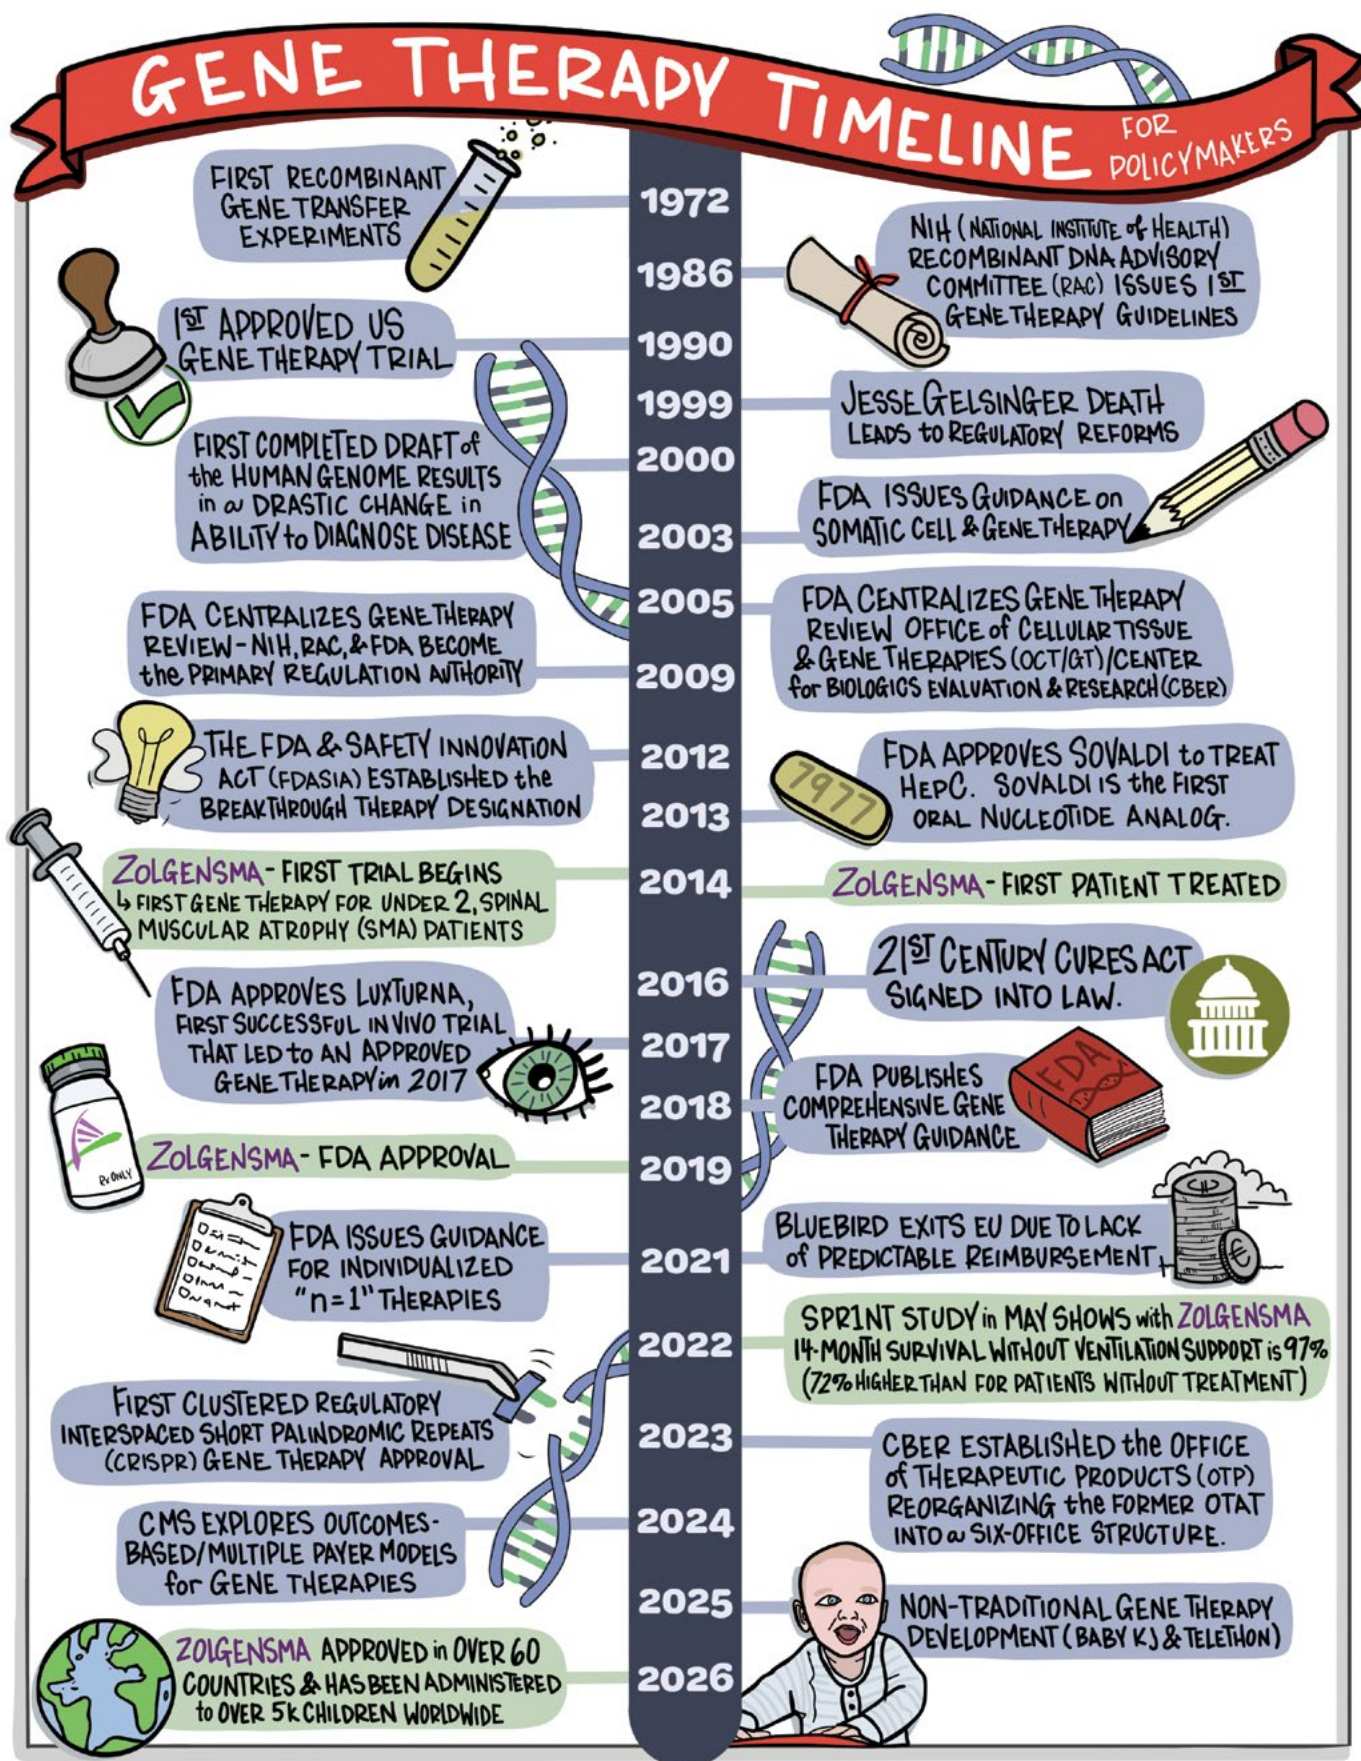 GENE THERAPY TIMELINE FOR POLICYMAKERS
1972
FIRST RECOMBINANT
GENE TRANSFER
EXPERIMENTS
1986
NIH (NATIONAL INSTITUTE of HEALTH)
RECOMBINANT DNA ADVISORY
COMMITTEE (RAC) ISSUES 1ST
GENE THERAPY GUIDELINES
1990
1ST APPROVED US
GENE THERAPY TRIAL
1999
JESSE GELSINGER DEATH
LEADS to REGULATORY REFORMS
2000
FIRST COMPLETED DRAFT of
the HUMAN GENOME RESULTS
in a DRASTIC CHANGE in
ABILITY to DIAGNOSE DISEASE
2003
FDA ISSUES GUIDANCE on
SOMATIC CELL & GENE THERAPY
2005
FDA CENTRALIZES GENE THERAPY
REVIEW OFFICE of CELLULAR TISSUE
& GENE THERAPIES (OCT/GT)/CENTER
for BIOLOGICS EVALUATION & RESEARCH (CBER)
2009
FDA CENTRALIZES GENE THERAPY
REVIEW-NIH, RAC, & FDA BECOME
the PRIMARY REGULATION AUTHORITY
2012
THE FDA & SAFETY INNOVATION
ACT (FDASIA) ESTABLISHED the
BREAKTHROUGH THERAPY DESIGNATION
2013
7977
FDA APPROVES SOVALDI to TREAT
HEPC. SOVALDI IS the FIRST
ORAL NUCLEOTIDE ANALOG.
2014
ZOLGENSMA- FIRST TRIAL BEGINS
↳ FIRST GENE THERAPY FOR UNDER 2, SPINAL
MUSCULAR ATROPHY (SMA) PATIENTS
ZOLGENSMA- FIRST PATIENT TREATED
2016
21ST CENTURY CURES ACT
SIGNED INTO LAW.
2017
FDA APPROVES LUXTURNA,
FIRST SUCCESSFUL IN VIVO TRIAL
THAT LED to AN APPROVED
GENE THERAPY in 2017
2018
FDA PUBLISHES
COMPREHENSIVE GENE
THERAPY GUIDANCE
FDA
2019
ZOLGENSMA- FDA APPROVAL
Rx ONLY
2021
FDA ISSUES GUIDANCE
FOR INDIVIDUALIZED
"n=1" THERAPIES
BLUEBIRD EXITS EU DUE TO LACK
of PREDICTABLE REIMBURSEMENT
€
2022
SPR1NT STUDY in MAY SHOWS with ZOLGENSMA
14-MONTH SURVIVAL WITHOUT VENTILATION SUPPORT is 97%
(72% HIGHER THAN FOR PATIENTS WITHOUT TREATMENT)
2023
FIRST CLUSTERED REGULATORY
INTERSPACED SHORT PALINDROMIC REPEATS
(CRISPR) GENE THERAPY APPROVAL
CBER ESTABLISHED the OFFICE
of THERAPEUTIC PRODUCTS (OTP)
REORGANIZING the FORMER OTAT
INTO a SIX-OFFICE STRUCTURE.
2024
CMS EXPLORES OUTCOMES-
BASED/MULTIPLE PAYER MODELS
for GENE THERAPIES
2025
NON-TRADITIONAL GENE THERAPY
DEVELOPMENT (BABY KJ & TELETHON)
2026
ZOLGENSMA APPROVED in OVER 60
COUNTRIES & HAS BEEN ADMINISTERED
to OVER 5k CHILDREN WORLDWIDE